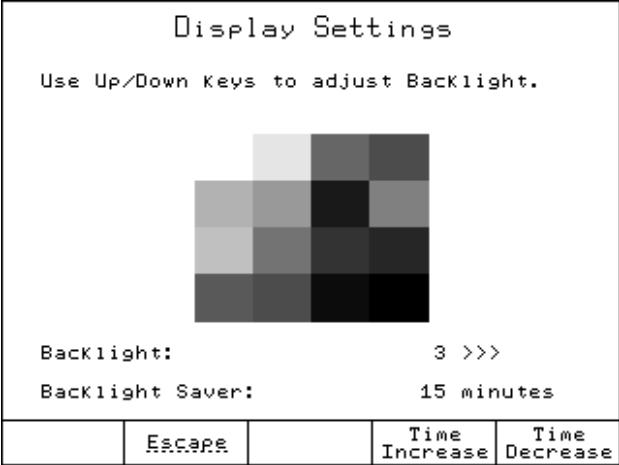 Display Settings
Use Up/Down Keys to adjust Backlight.
Backlight: 3 >>>
Backlight Saver: 15 minutes
Escape
Time Increase
Time Decrease